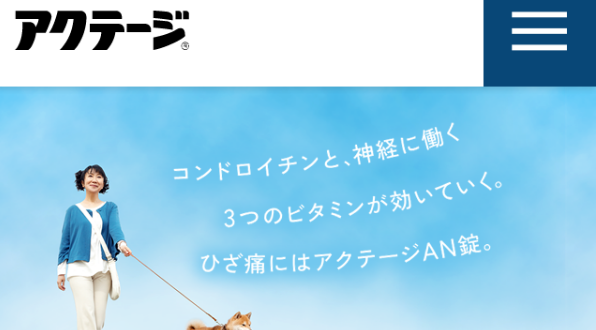 アクテージ®
コンドロイチンと、神経に働く
3つのビタミンが効いていく。
ひざ痛にはアクテージAN錠。